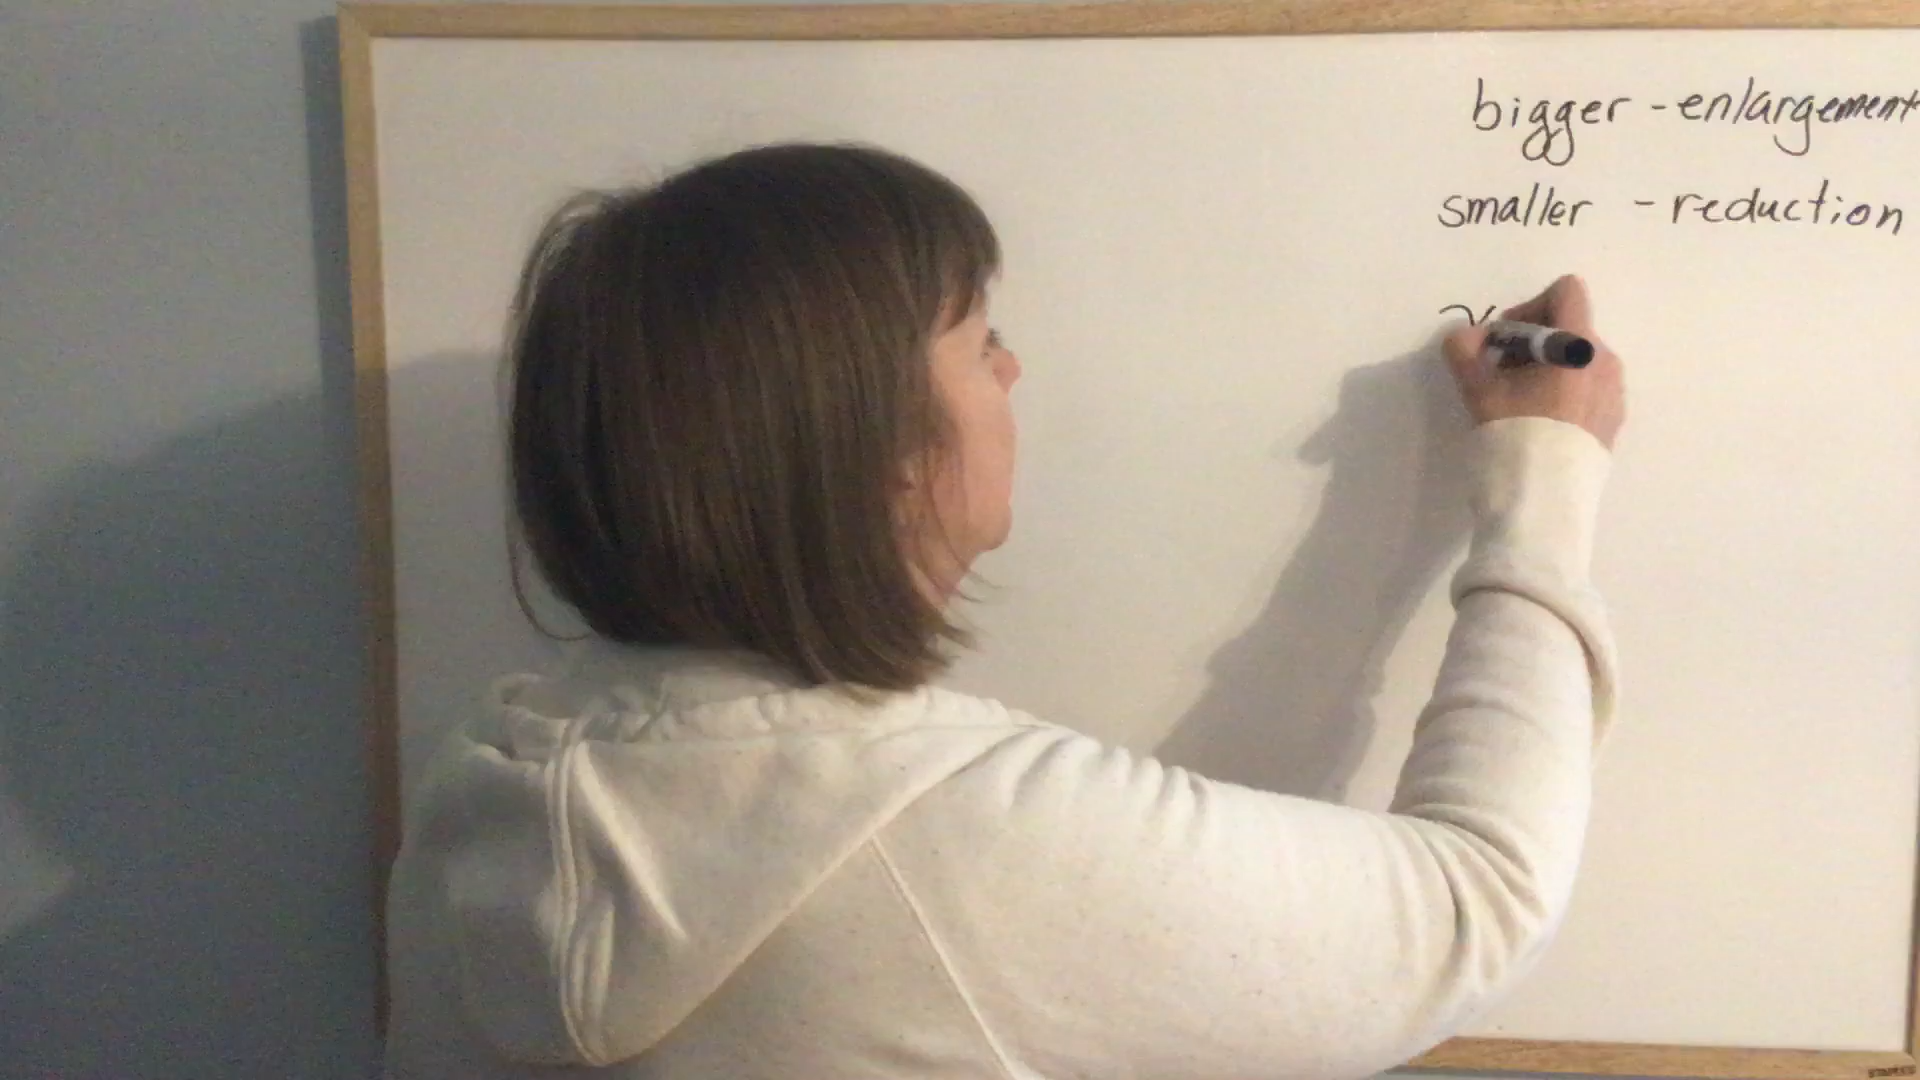 bigger - enlargement
smaller - reduction